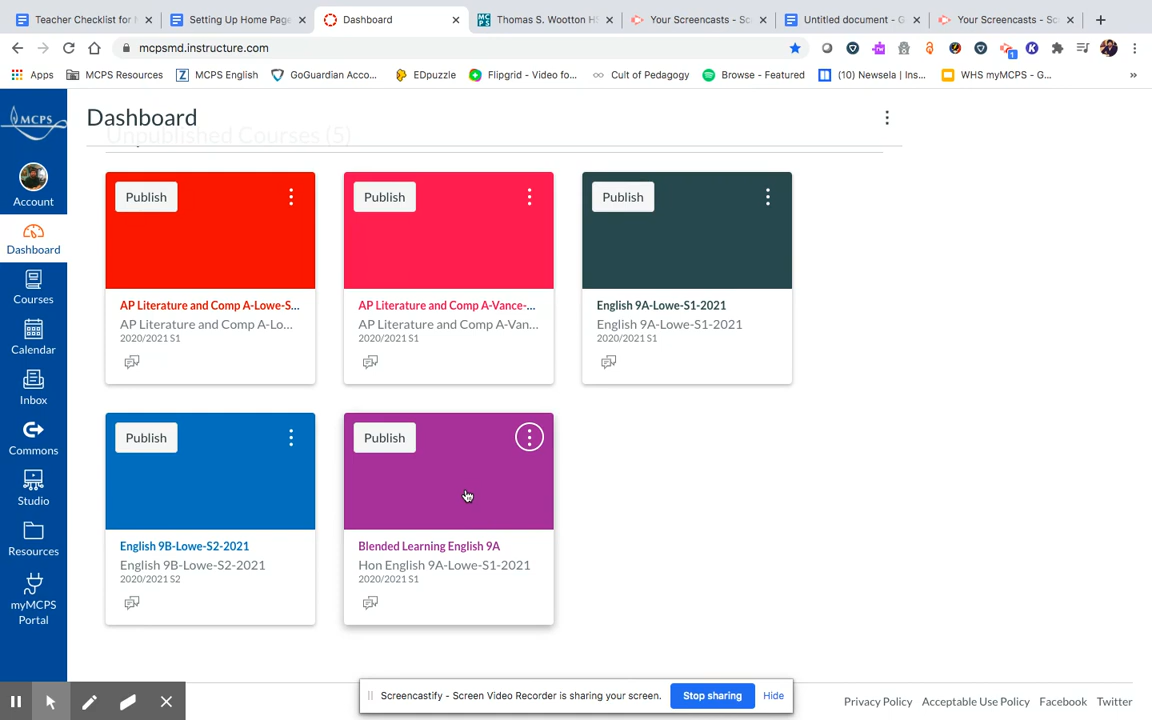 Teacher Checklist for
Setting Up Home Page
Dashboard
Thomas S. Wootton H
Your Screencasts - Sc
Untitled document - G
Your Screencasts - Sc
mcpsmd.instructure.com
Apps
MCPS Resources
MCPS English
GoGuardian Acco...
EDpuzzle
Flipgrid - Video fo...
Cult of Pedagogy
Browse - Featured
(10) Newsela | Ins...
WHS myMCPS - G...
»
MCPS
Account
Dashboard
Courses
Calendar
Inbox
Commons
Studio
Resources
myMCPS
Portal
Dashboard
Unpublished Courses (5)
Publish
AP Literature and Comp A-Lowe-S...
AP Literature and Comp A-Lo...
2020/2021 S1
Publish
AP Literature and Comp A-Vance-...
AP Literature and Comp A-Van...
2020/2021 S1
Publish
English 9A-Lowe-S1-2021
English 9A-Lowe-S1-2021
2020/2021 S1
Publish
English 9B-Lowe-S2-2021
English 9B-Lowe-S2-2021
2020/2021 S2
Publish
Blended Learning English 9A
Hon English 9A-Lowe-S1-2021
2020/2021 S1
Screencastify - Screen Video Recorder is sharing your screen.
Stop sharing
Hide
Privacy Policy
Acceptable Use Policy
Facebook
Twitter